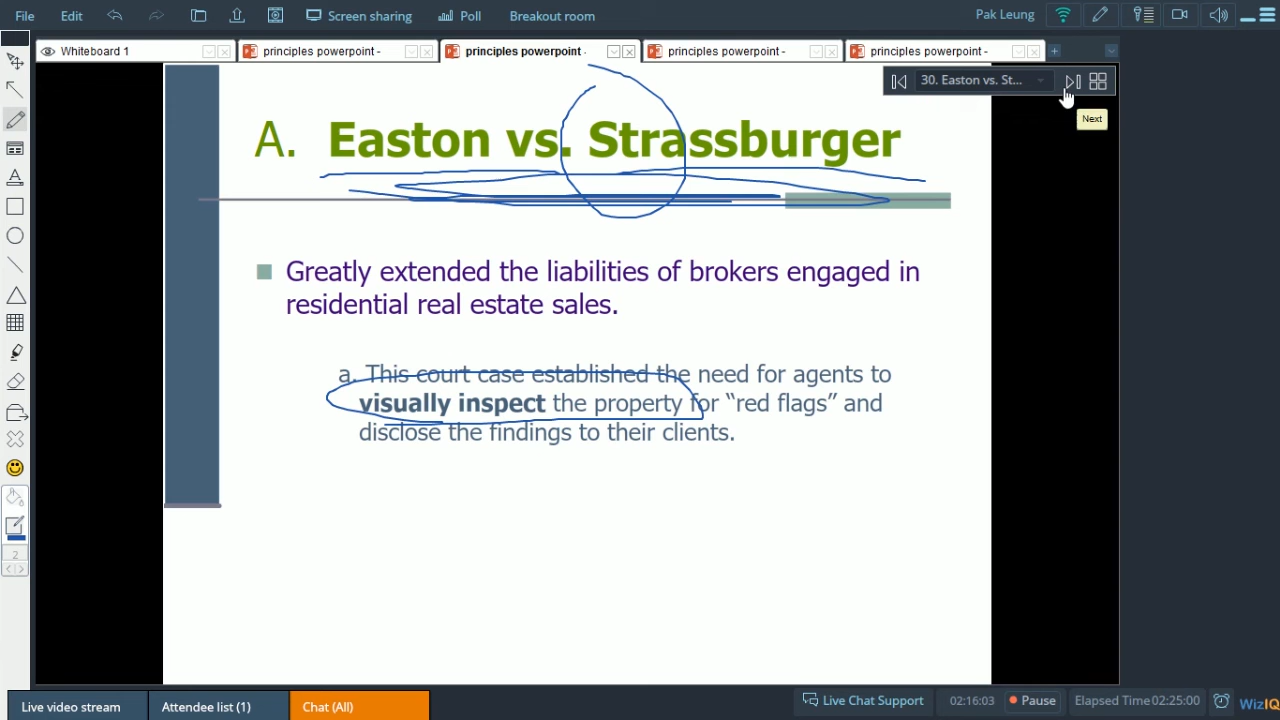 File Edit Screen sharing Poll Breakout room Pak Leung
Whiteboard 1 principles powerpoint - principles powerpoint - principles powerpoint - principles powerpoint -
30. Easton vs. St...
Next
A. Easton vs. Strassburger
Greatly extended the liabilities of brokers engaged in
residential real estate sales.
a. This court case established the need for agents to
visually inspect the property for “red flags” and
disclose the findings to their clients.
2
Live video stream Attendee list (1) Chat (All) Live Chat Support 02:16:03 Pause Elapsed Time 02:25:00 WizIQ